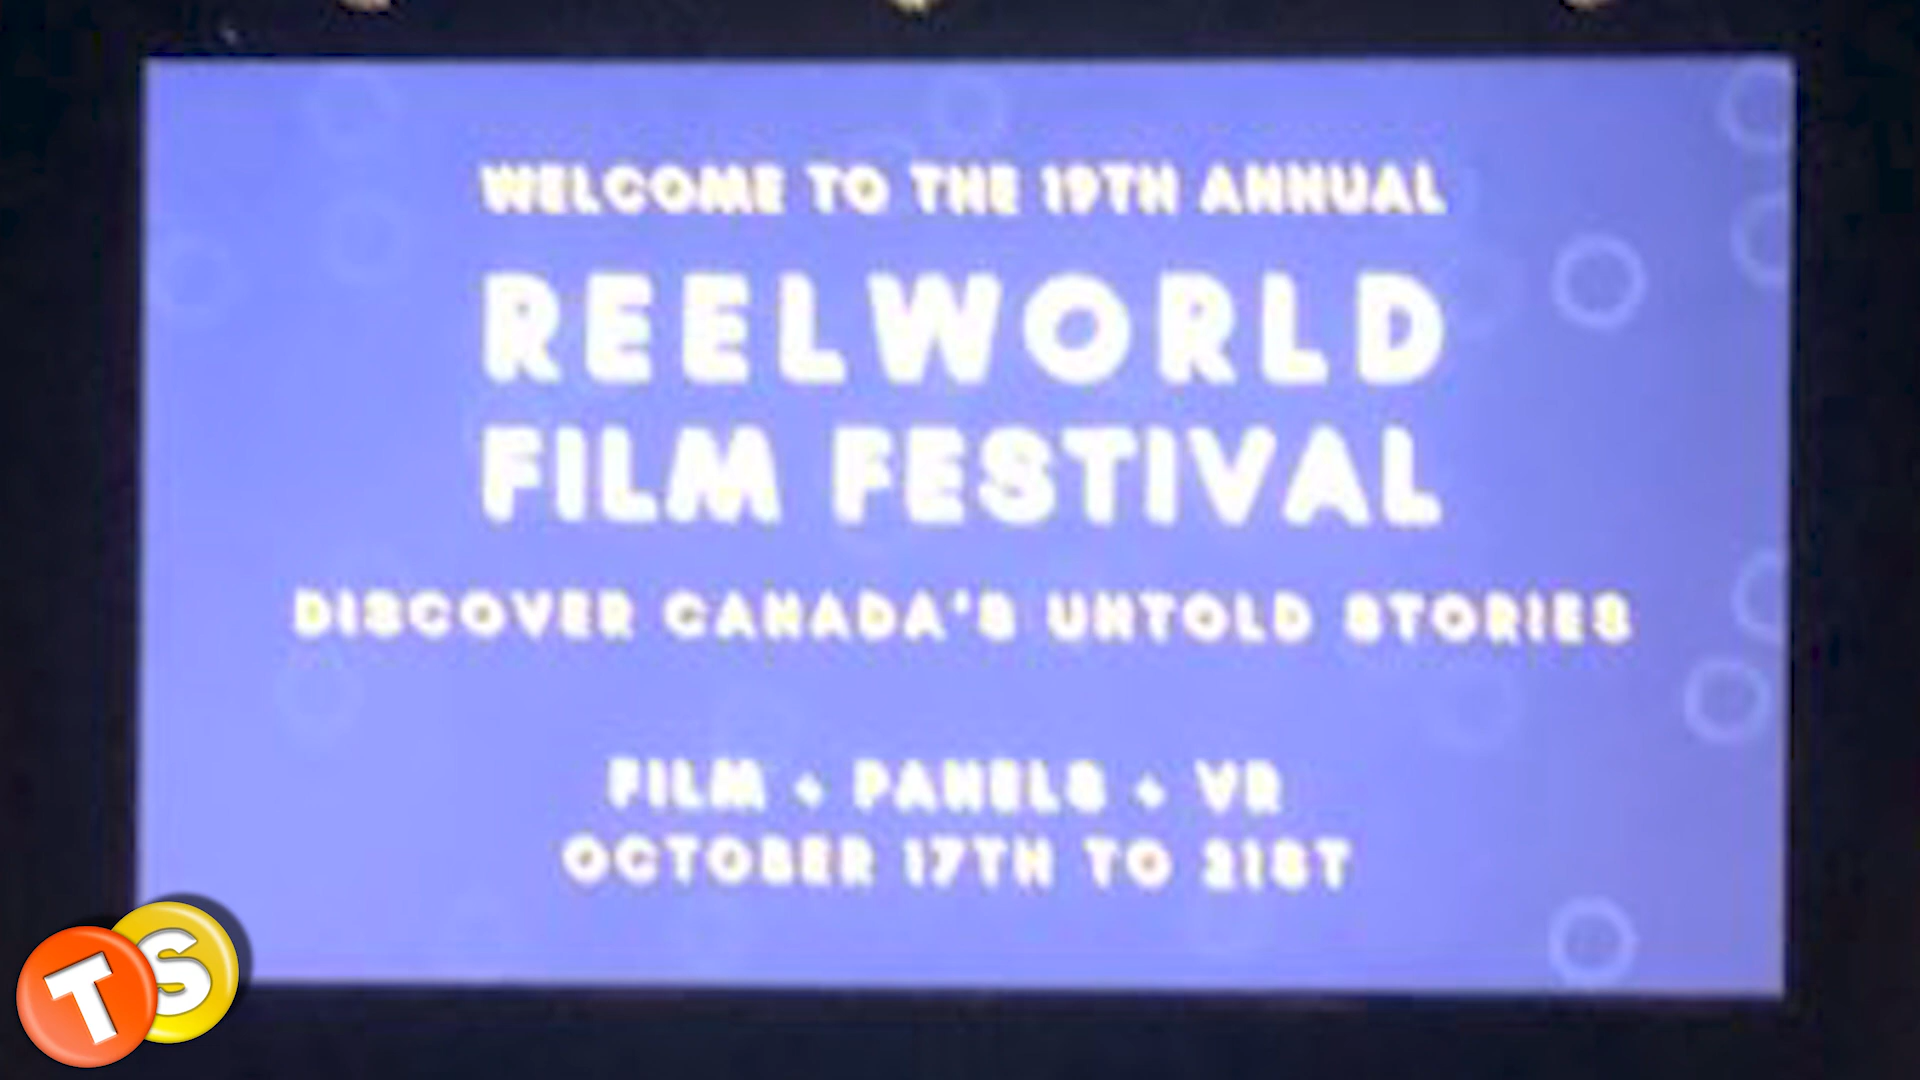 WELCOME TO THE 19TH ANNUAL
REELWORLD
FILM FESTIVAL
DISCOVER CANADA'S UNTOLD STORIES
FILM + PANELS + VR
OCTOBER 17TH TO 21ST
TS